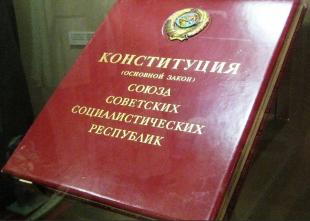 КОНСТИТУЦИЯ
(ОСНОВНОЙ ЗАКОН)
СОЮЗА
СОВЕТСКИХ
СОЦИАЛИСТИЧЕСКИХ
РЕСПУБЛИК